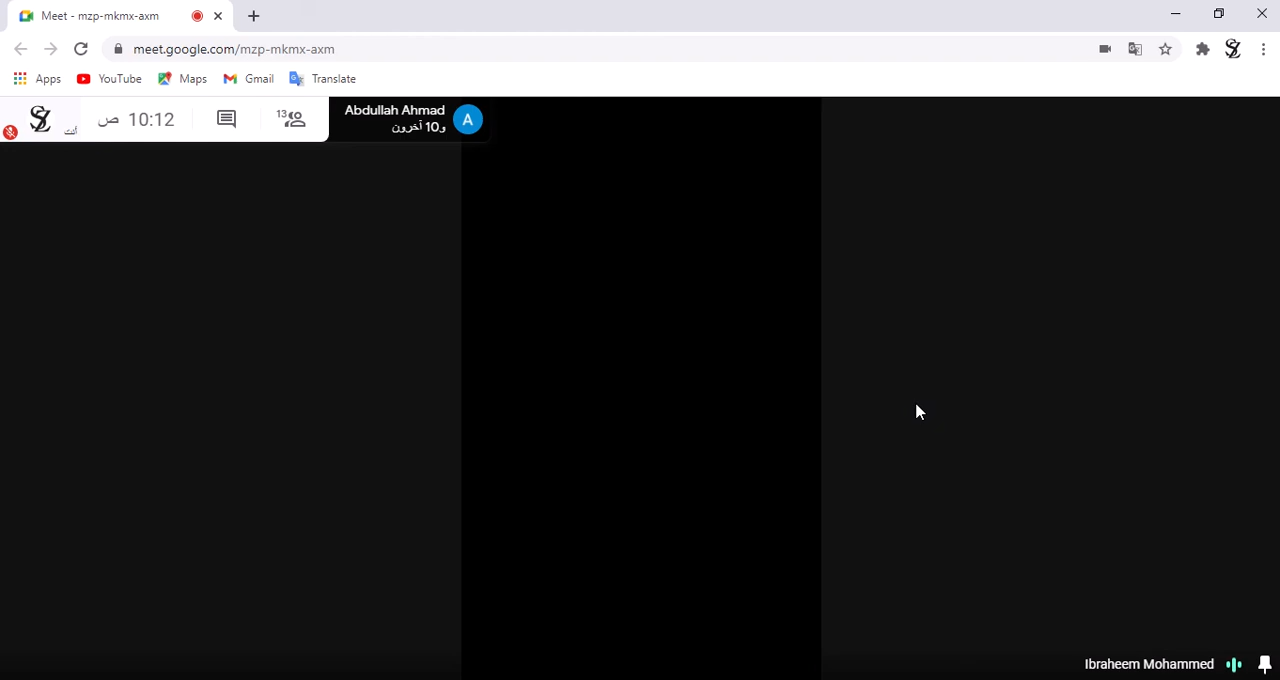 Meet - mzp-mkmx-axm
meet.google.com/mzp-mkmx-axm
Apps
YouTube
Maps
Gmail
Translate
أنت
10:12 ص
13
Abdullah Ahmad
و10 آخرون
A
Ibraheem Mohammed